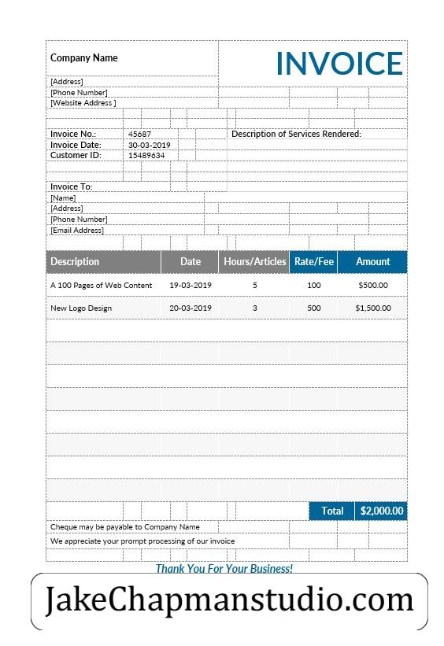 Company Name
INVOICE
[Address]
[Phone Number]
[Website Address ]
Invoice No.: 45687 Description of Services Rendered:
Invoice Date: 30-03-2019
Customer ID: 15489634
Invoice To:
[Name]
[Address]
[Phone Number]
[Email Address]
Description Date Hours/Articles Rate/Fee Amount
A 100 Pages of Web Content 19-03-2019 5 100 $500.00
New Logo Design 20-03-2019 3 500 $1,500.00
Total $2,000.00
Cheque may be payable to Company Name
We appreciate your prompt processing of our invoice
Thank You For Your Business!
JakeChapmanstudio.com